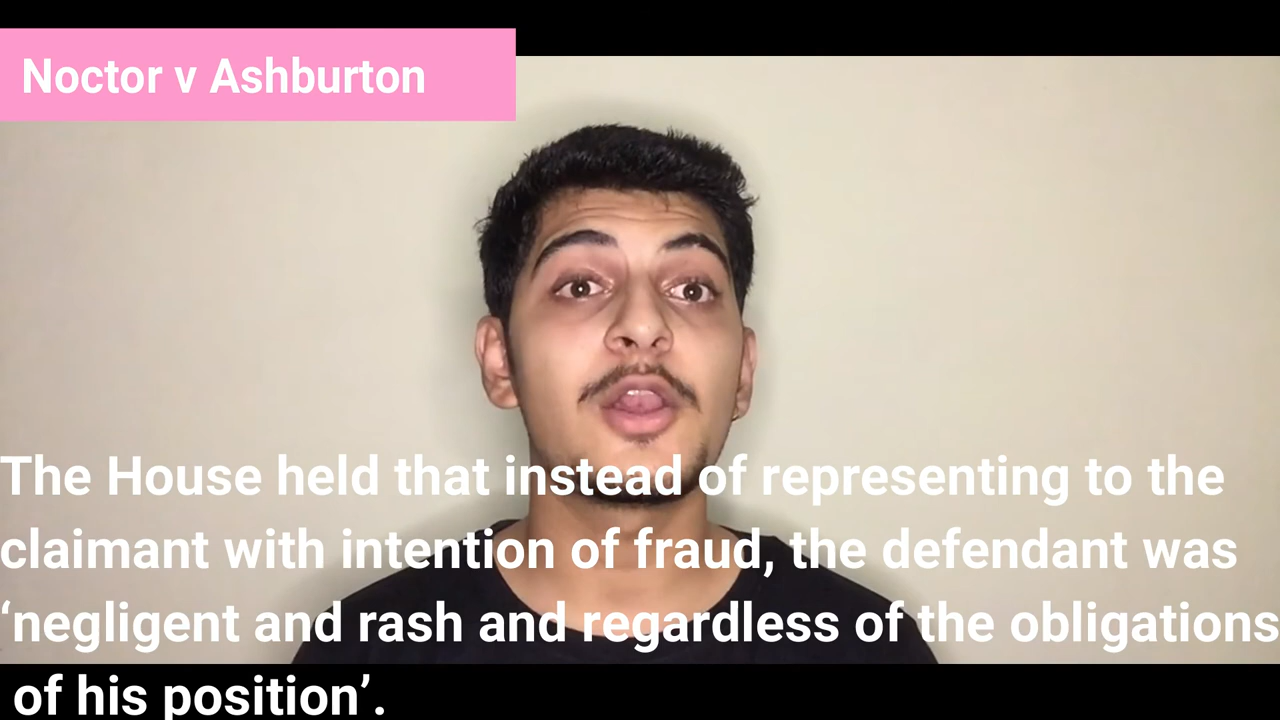 Noctor v Ashburton
The House held that instead of representing to the
claimant with intention of fraud, the defendant was
‘negligent and rash and regardless of the obligations
of his position’.